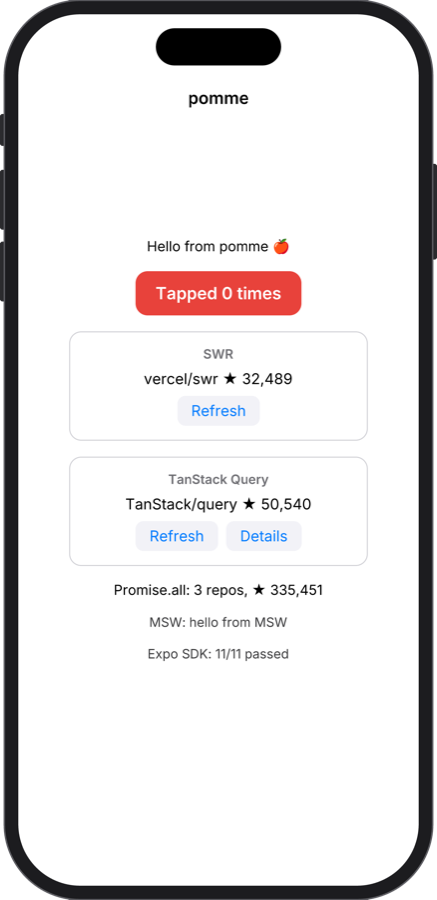 pomme
Hello from pomme 🍎
Tapped 0 times
SWR
vercel/swr ★ 32,489
Refresh
TanStack Query
TanStack/query ★ 50,540
Refresh Details
Promise.all: 3 repos, ★ 335,451
MSW: hello from MSW
Expo SDK: 11/11 passed